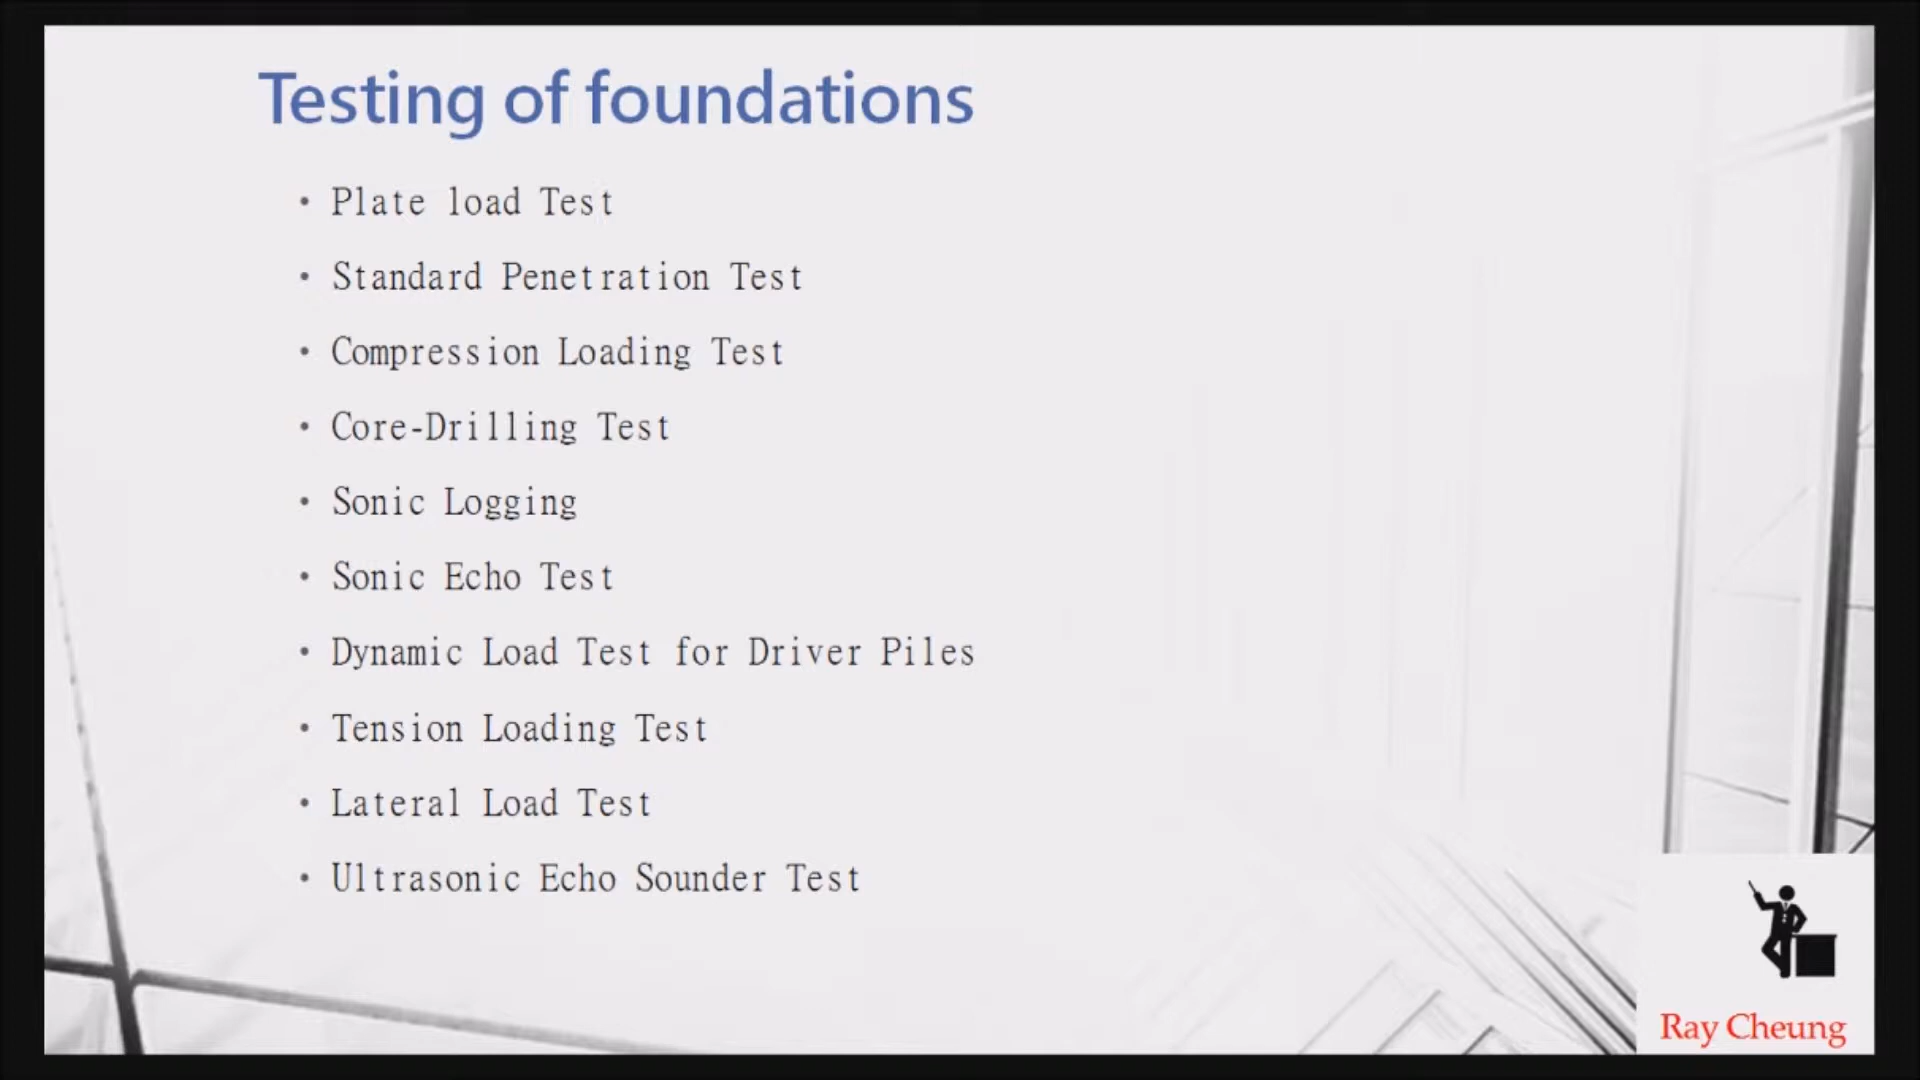 Testing of foundations
• Plate load Test
• Standard Penetration Test
• Compression Loading Test
• Core-Drilling Test
• Sonic Logging
• Sonic Echo Test
• Dynamic Load Test for Driver Piles
• Tension Loading Test
• Lateral Load Test
• Ultrasonic Echo Sounder Test
Ray Cheung